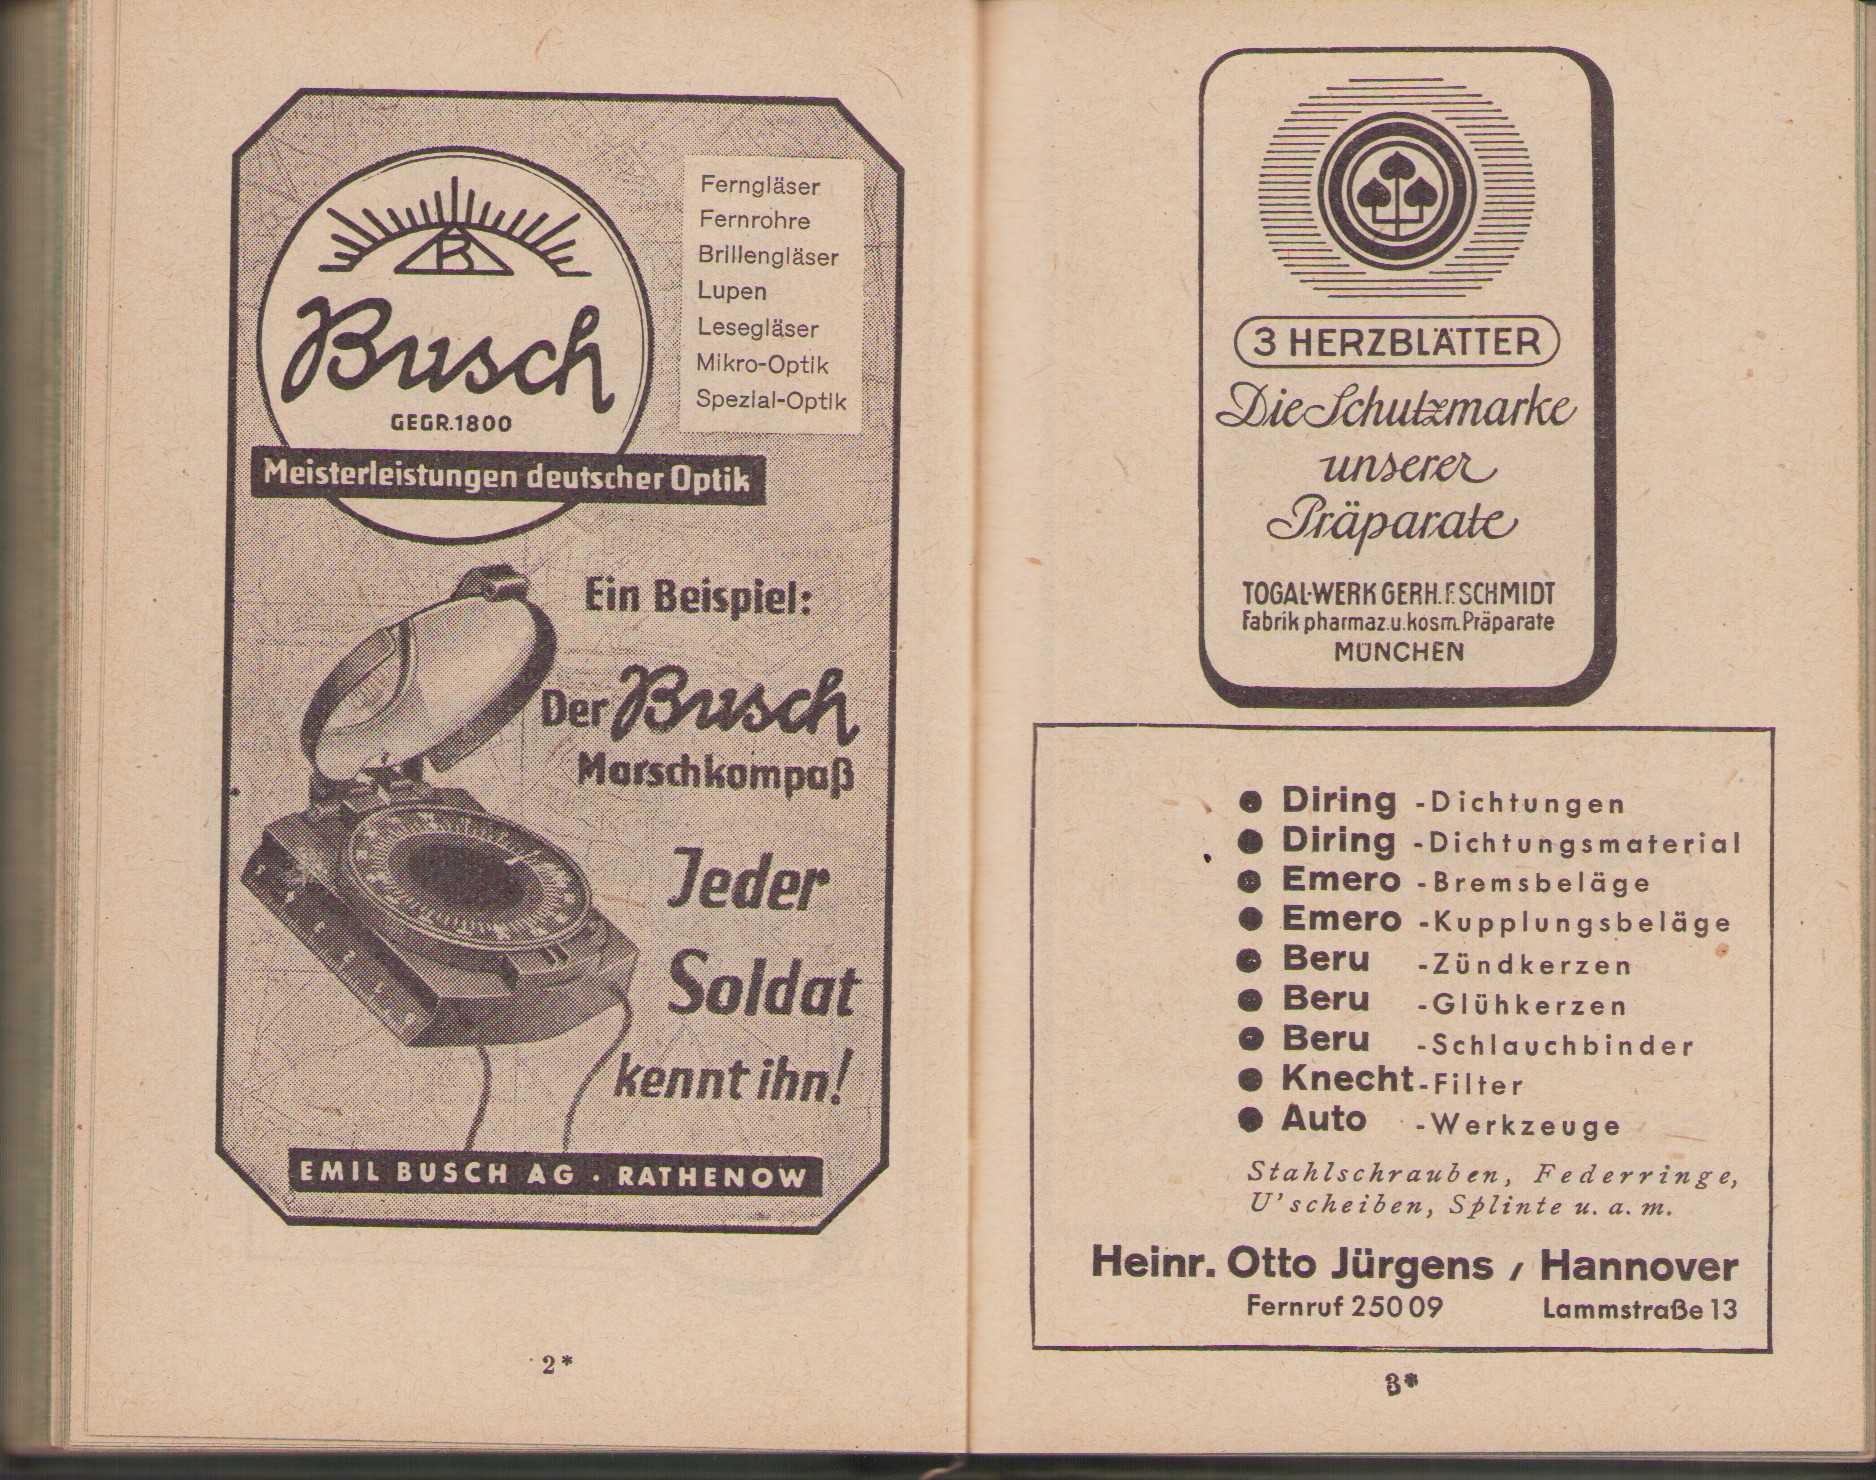 B
Busch
GEGR.1800
Meisterleistungen deutscher Optik
Ferngläser
Fernrohre
Brillengläser
Lupen
Lesegläser
Mikro-Optik
Spezial-Optik
Ein Beispiel:
Der Busch
Marschkompaß
Jeder
Soldat
kennt ihn!
EMIL BUSCH AG · RATHENOW
2*
3 HERZBLÄTTER
Die Schutzmarke
unserer
Präparate
TOGAL-WERK GERH. F. SCHMIDT
Fabrik pharmaz. u. kosm. Präparate
MÜNCHEN
● Diring -Dichtungen
● Diring -Dichtungsmaterial
● Emero -Bremsbeläge
● Emero -Kupplungsbeläge
● Beru -Zündkerzen
● Beru -Glühkerzen
● Beru -Schlauchbinder
● Knecht-Filter
● Auto -Werkzeuge
Stahlschrauben, Federringe,
U'scheiben, Splinte u. a. m.
Heinr. Otto Jürgens / Hannover
Fernruf 250 09 Lammstraße 13
3*